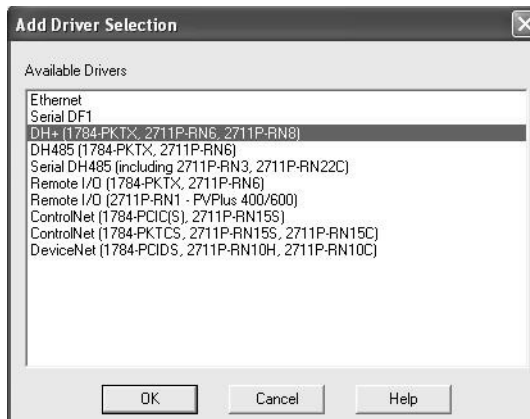 Add Driver Selection
Available Drivers
Ethernet
Serial DF1
DH+ (1784-PKTX, 2711P-RN6, 2711P-RN8)
DH485 (1784-PKTX, 2711P-RN6)
Serial DH485 (including 2711P-RN3, 2711P-RN22C)
Remote I/O (1784-PKTX, 2711P-RN6)
Remote I/O (2711P-RN1 - PVPlus 400/600)
ControlNet (1784-PCIC(S), 2711P-RN15S)
ControlNet (1784-PKTCS, 2711P-RN15S, 2711P-RN15C)
DeviceNet (1784-PCIDS, 2711P-RN10H, 2711P-RN10C)
OK Cancel Help